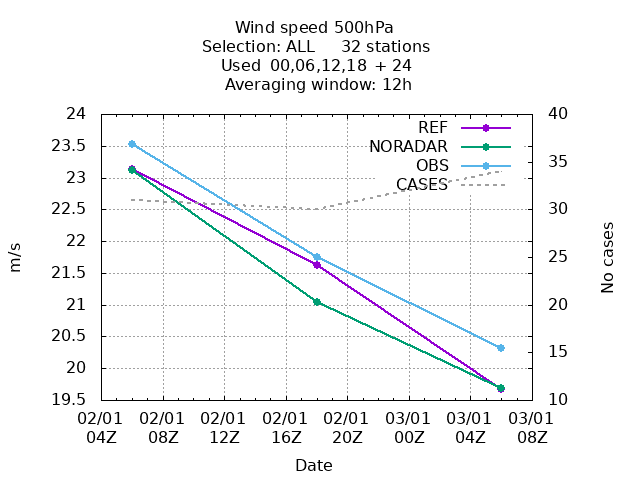 Wind speed 500hPa
Selection: ALL     32 stations
Used  00,06,12,18  + 24
Averaging window: 12h
24
23.5
23
22.5
22
21.5
21
20.5
20
19.5
m/s
40
35
30
25
20
15
10
No cases
REF
NORADAR
OBS
CASES
02/01 02/01 02/01 02/01 02/01 03/01 03/01 03/01
04Z 08Z 12Z 16Z 20Z 00Z 04Z 08Z
Date